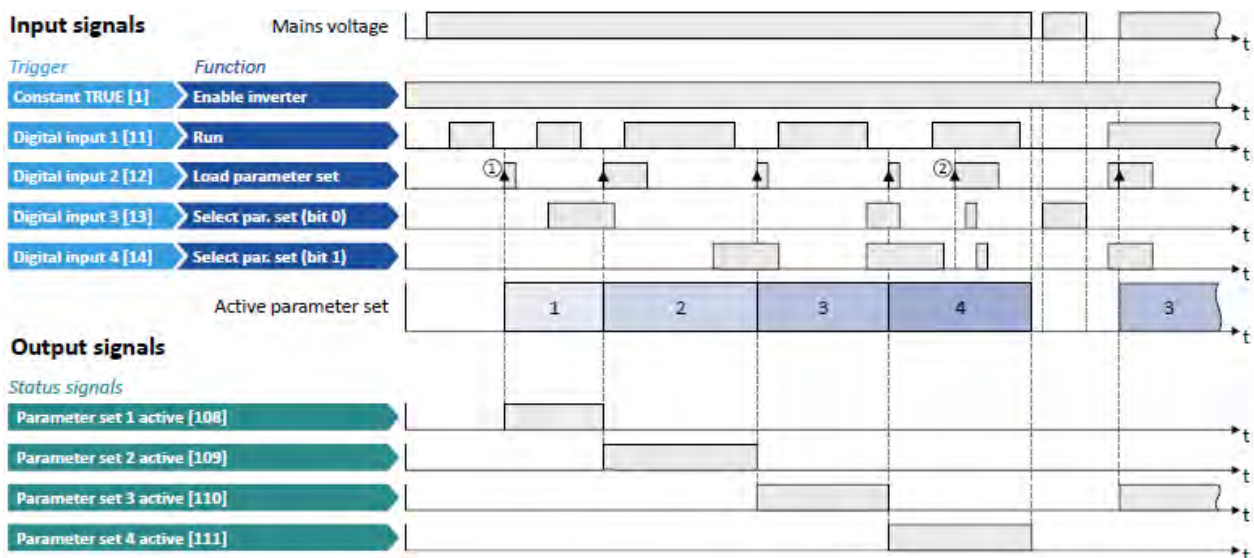 Input signals
Mains voltage
t
Trigger
Function
Constant TRUE [1]
Enable inverter
t
Digital input 1 [11]
Run
t
Digital input 2 [12]
Load parameter set
①
②
t
Digital input 3 [13]
Select par. set (bit 0)
t
Digital input 4 [14]
Select par. set (bit 1)
t
Active parameter set
1
2
3
4
3
t
Output signals
Status signals
Parameter set 1 active [108]
t
Parameter set 2 active [109]
t
Parameter set 3 active [110]
t
Parameter set 4 active [111]
t